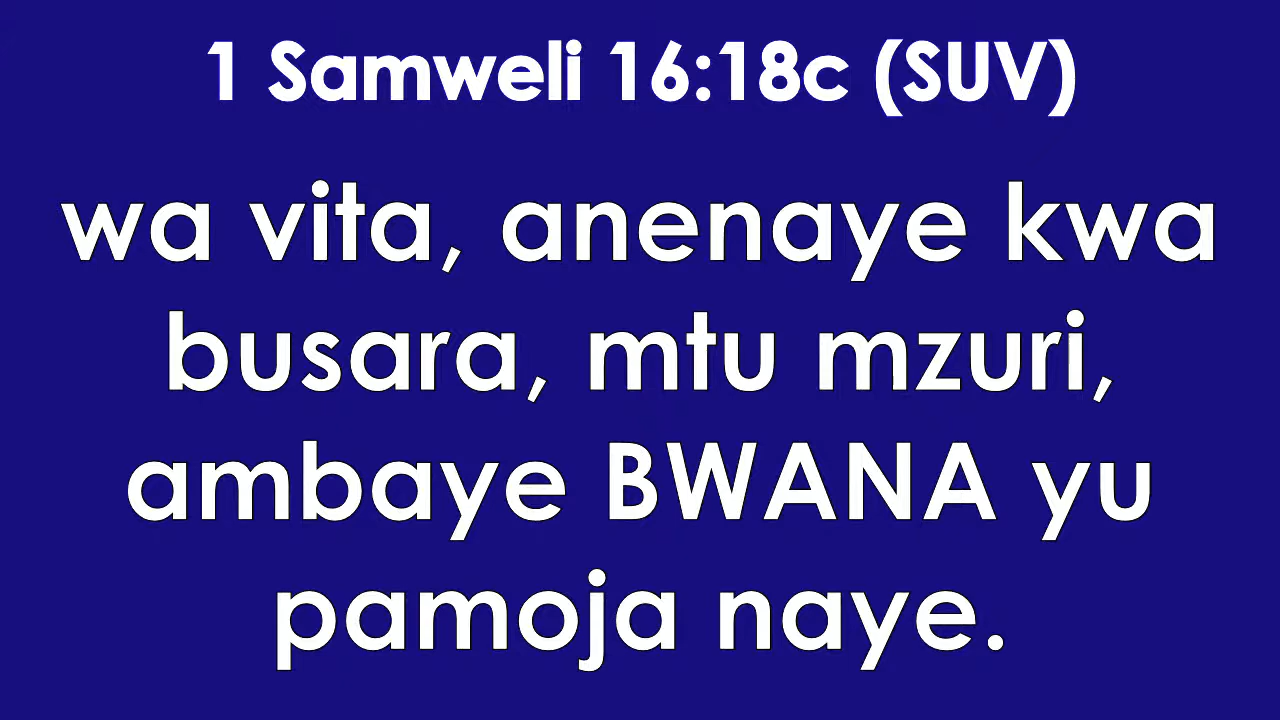 1 Samweli 16:18c (SUV)
wa vita, anenaye kwa
busara, mtu mzuri,
ambaye BWANA yu
pamoja naye.